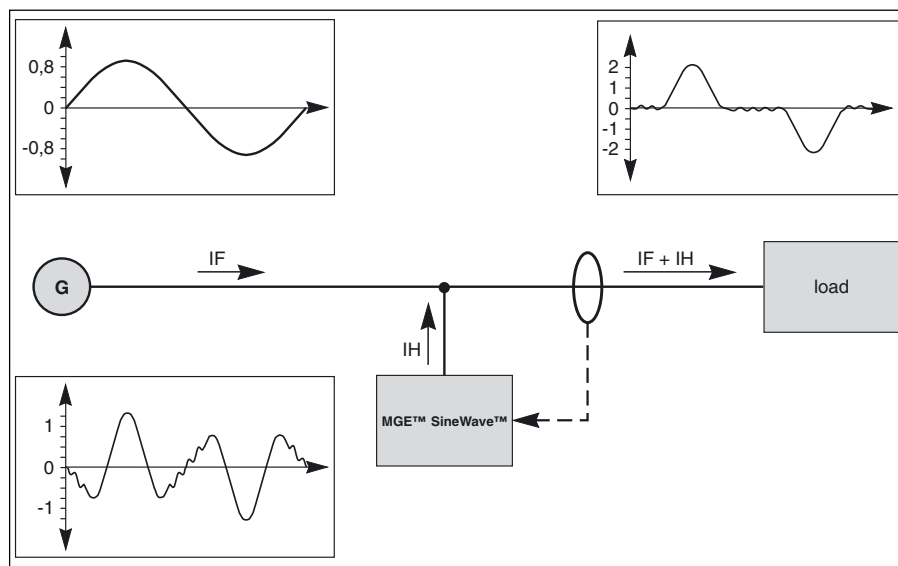 0,8
0
-0,8
2
1
0
-1
-2
IF
IF + IH
G
load
IH
MGE™ SineWave™
1
0
-1